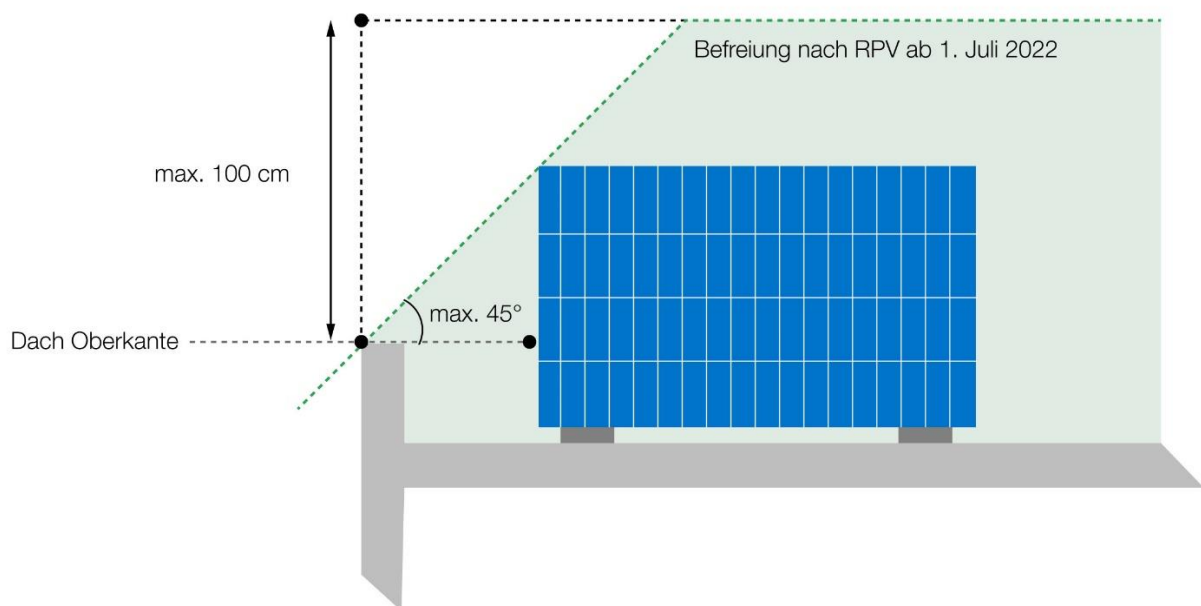 Befreiung nach RPV ab 1. Juli 2022
max. 100 cm
max. 45°
Dach Oberkante